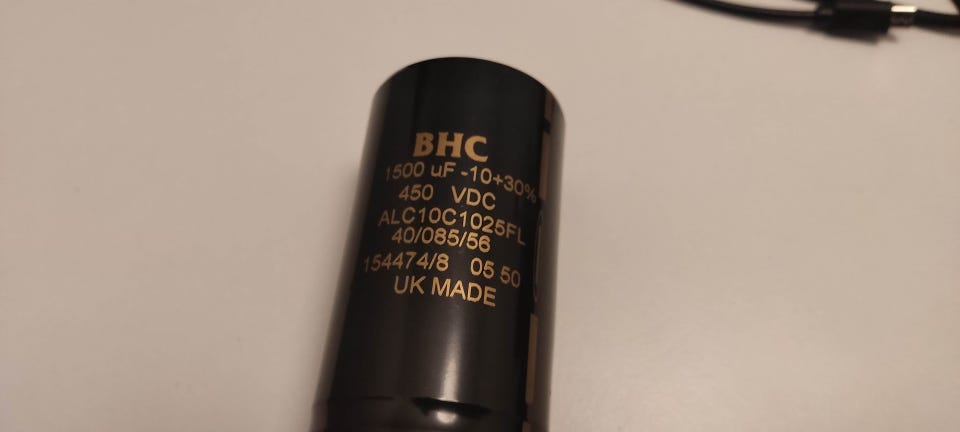 BHC
1500 uF -10+30%
450 VDC
ALC10C1025FL
40/085/56
154474/8 05 50
UK MADE